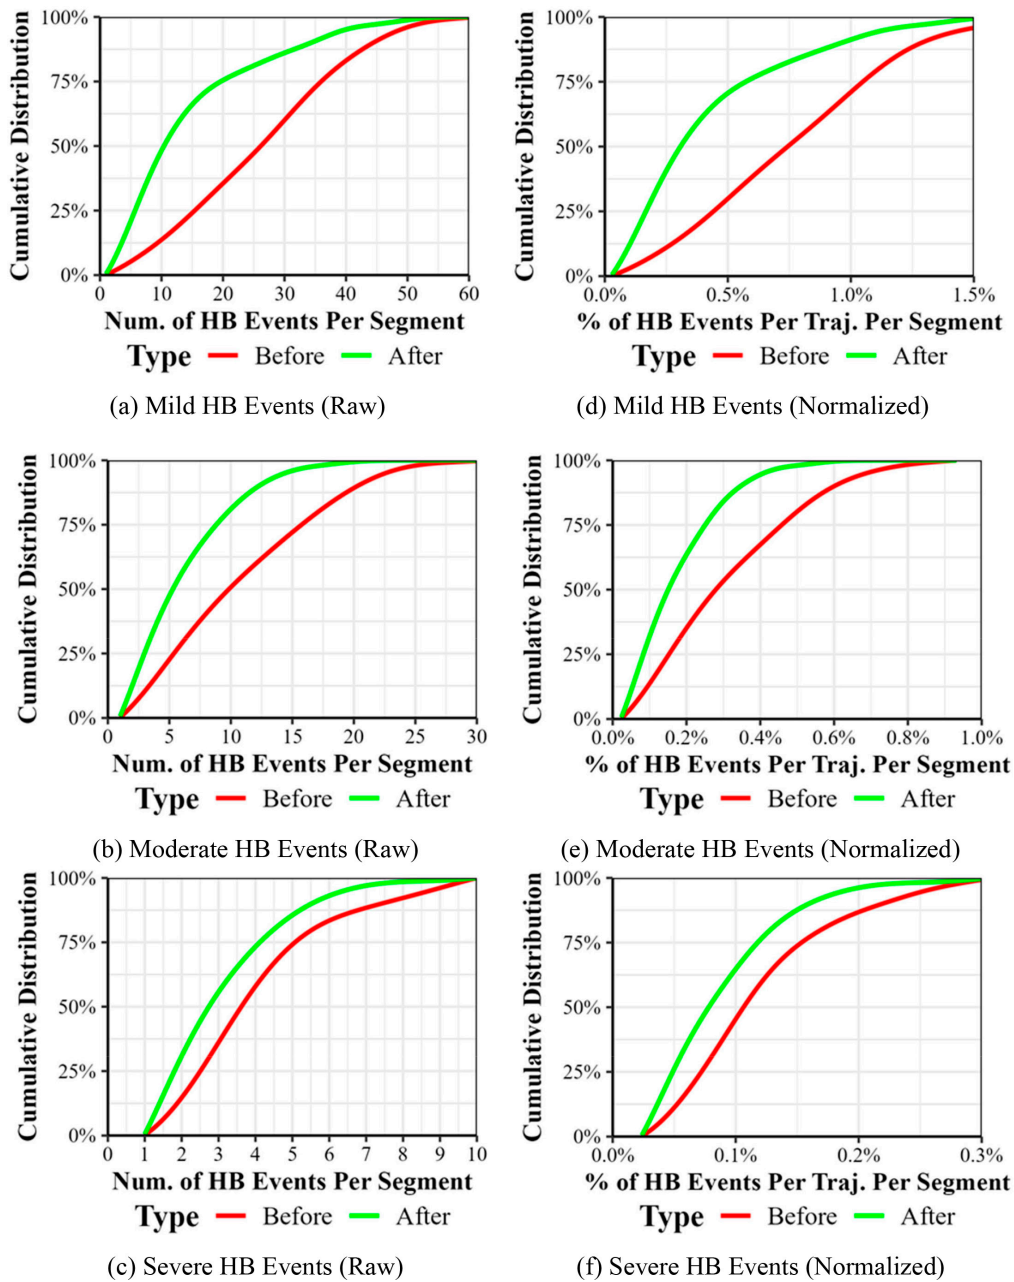 Cumulative Distribution
100%
75%
50%
25%
0%
0 10 20 30 40 50 60
Num. of HB Events Per Segment
Type Before After
(a) Mild HB Events (Raw)
Cumulative Distribution
100%
75%
50%
25%
0%
0.0% 0.5% 1.0% 1.5%
% of HB Events Per Traj. Per Segment
Type Before After
(d) Mild HB Events (Normalized)
Cumulative Distribution
100%
75%
50%
25%
0%
0 5 10 15 20 25 30
Num. of HB Events Per Segment
Type Before After
(b) Moderate HB Events (Raw)
Cumulative Distribution
100%
75%
50%
25%
0%
0.0% 0.2% 0.4% 0.6% 0.8% 1.0%
% of HB Events Per Traj. Per Segment
Type Before After
(e) Moderate HB Events (Normalized)
Cumulative Distribution
100%
75%
50%
25%
0%
0 1 2 3 4 5 6 7 8 9 10
Num. of HB Events Per Segment
Type Before After
(c) Severe HB Events (Raw)
Cumulative Distribution
100%
75%
50%
25%
0%
0.0% 0.1% 0.2% 0.3%
% of HB Events Per Traj. Per Segment
Type Before After
(f) Severe HB Events (Normalized)